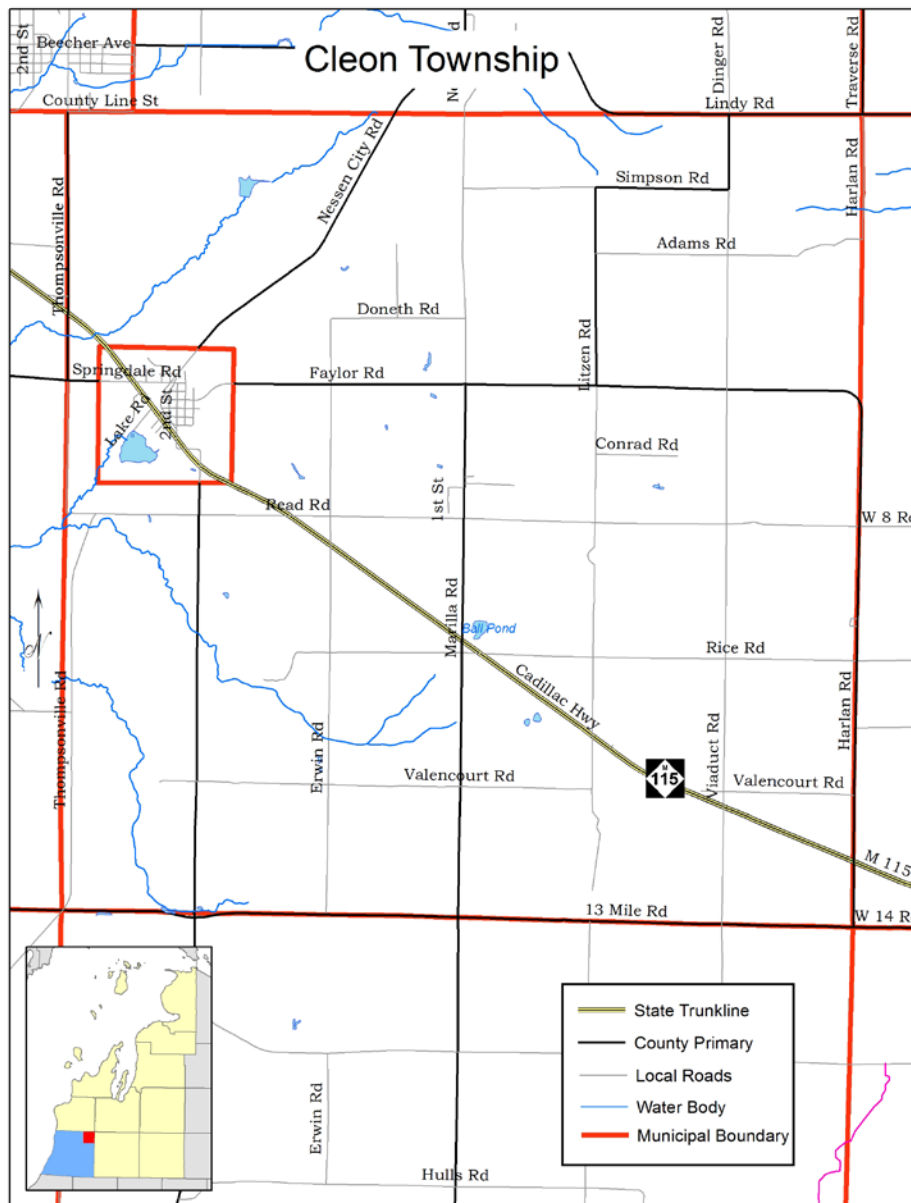 2nd St
Beecher Ave
Cleon Township
Dinger Rd
Traverse Rd
County Line St
Lindy Rd
Nessen City Rd
Harlan Rd
Thompsonville Rd
Simpson Rd
Adams Rd
Doneth Rd
Springdale Rd
Faylor Rd
Litzen Rd
Lake Rd
2nd St
Conrad Rd
1st St
Read Rd
W 8 Rd
Marilla Rd
Ball Pond
Rice Rd
Cadillac Hwy
Thompsonville Rd
Erwin Rd
Viaduct Rd
Harlan Rd
Valencourt Rd
M
115
Valencourt Rd
M 115
13 Mile Rd
W 14 R
State Trunkline
County Primary
Local Roads
Water Body
Municipal Boundary
Erwin Rd
Hulls Rd